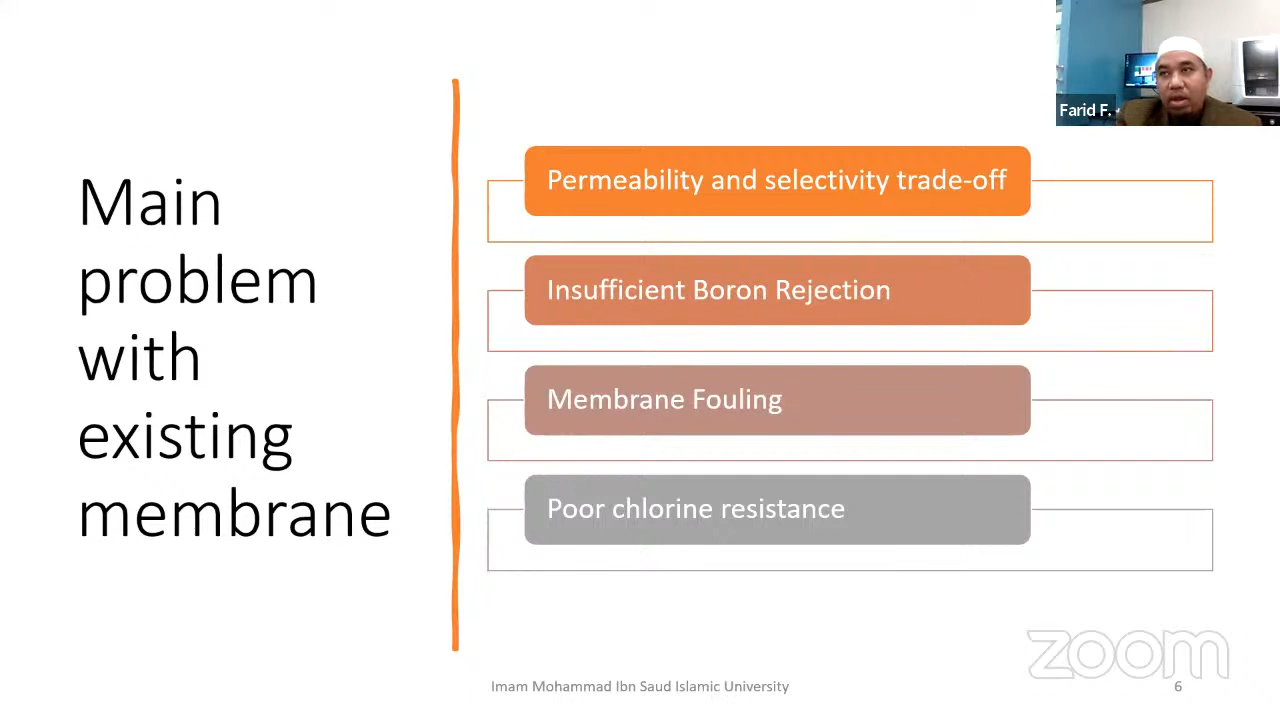 Farid F.
Main
problem
with
existing
membrane
Permeability and selectivity trade-off
Insufficient Boron Rejection
Membrane Fouling
Poor chlorine resistance
zoom
Imam Mohammad Ibn Saud Islamic University
6